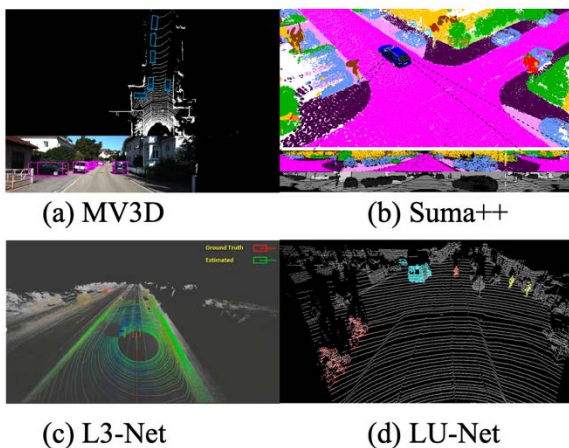 (a) MV3D
(b) Suma++
Ground Truth
Estimated
(c) L3-Net
(d) LU-Net